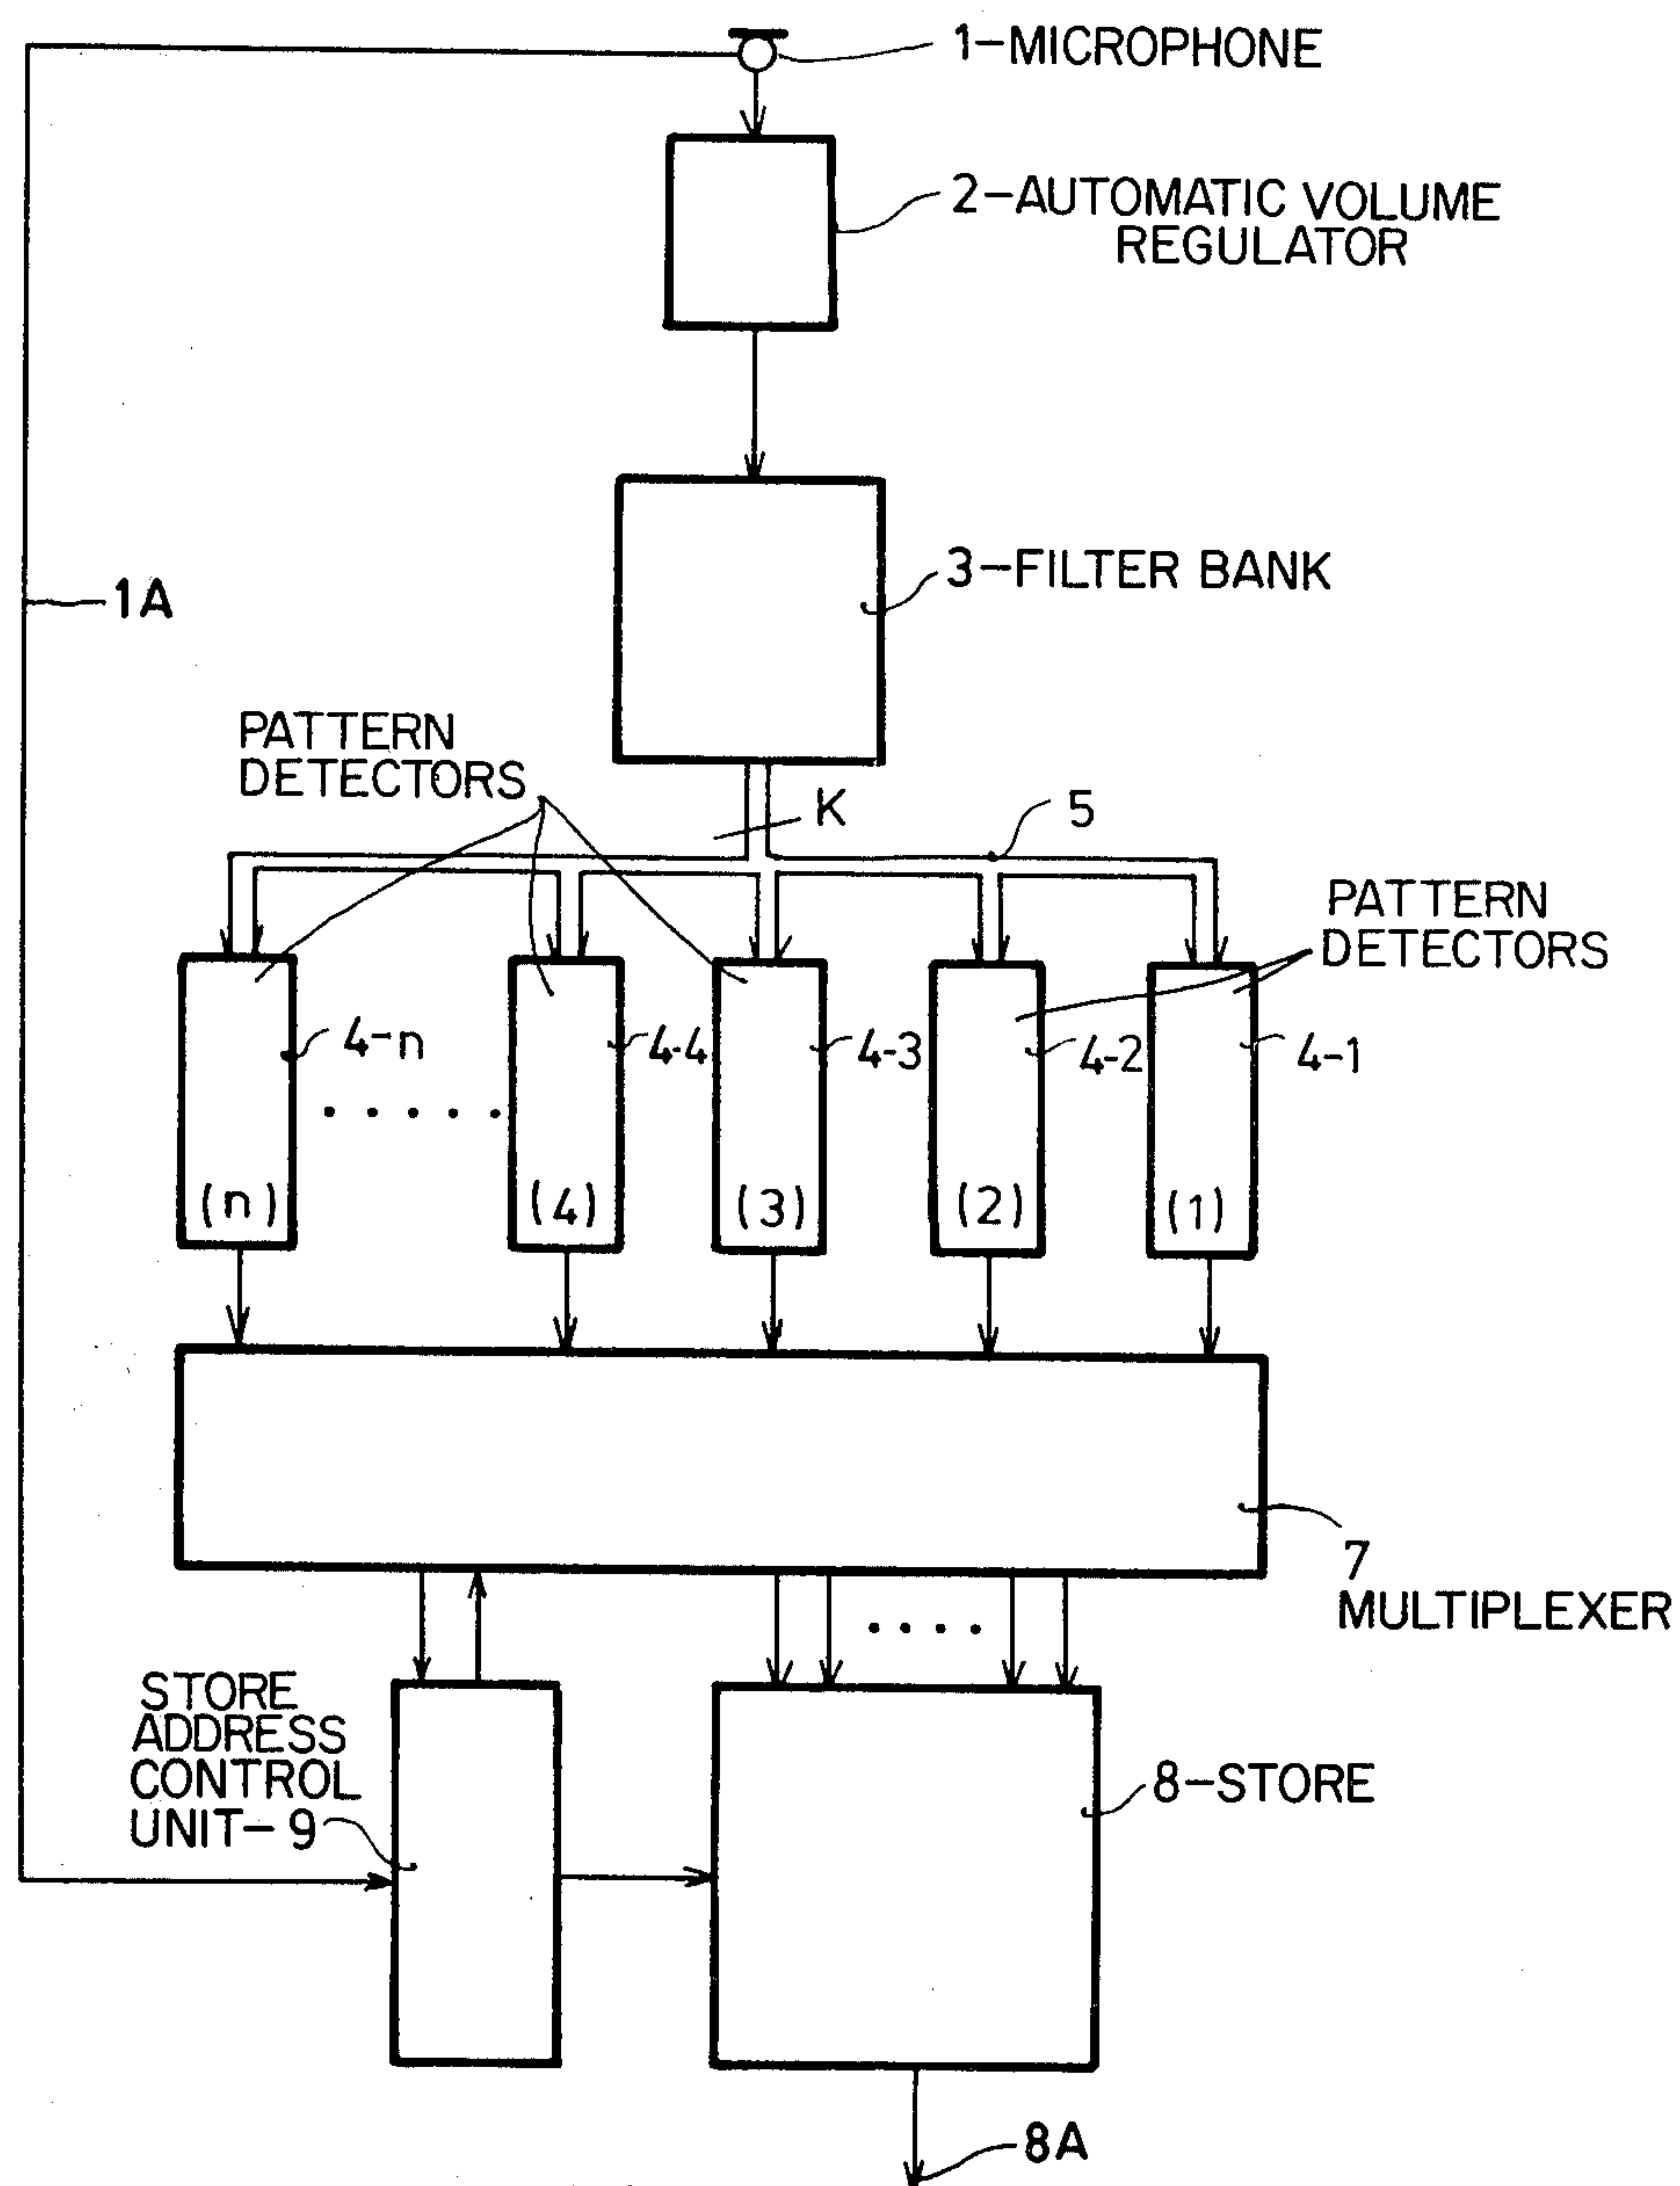 1-MICROPHONE
2-AUTOMATIC VOLUME
REGULATOR
3-FILTER BANK
1A
PATTERN
DETECTORS
K
5
PATTERN
DETECTORS
4-n
4-4
4-3
4-2
4-1
.....
(n)
(4)
(3)
(2)
(1)
7
MULTIPLEXER
....
STORE
ADDRESS
CONTROL
UNIT-9
8-STORE
8A